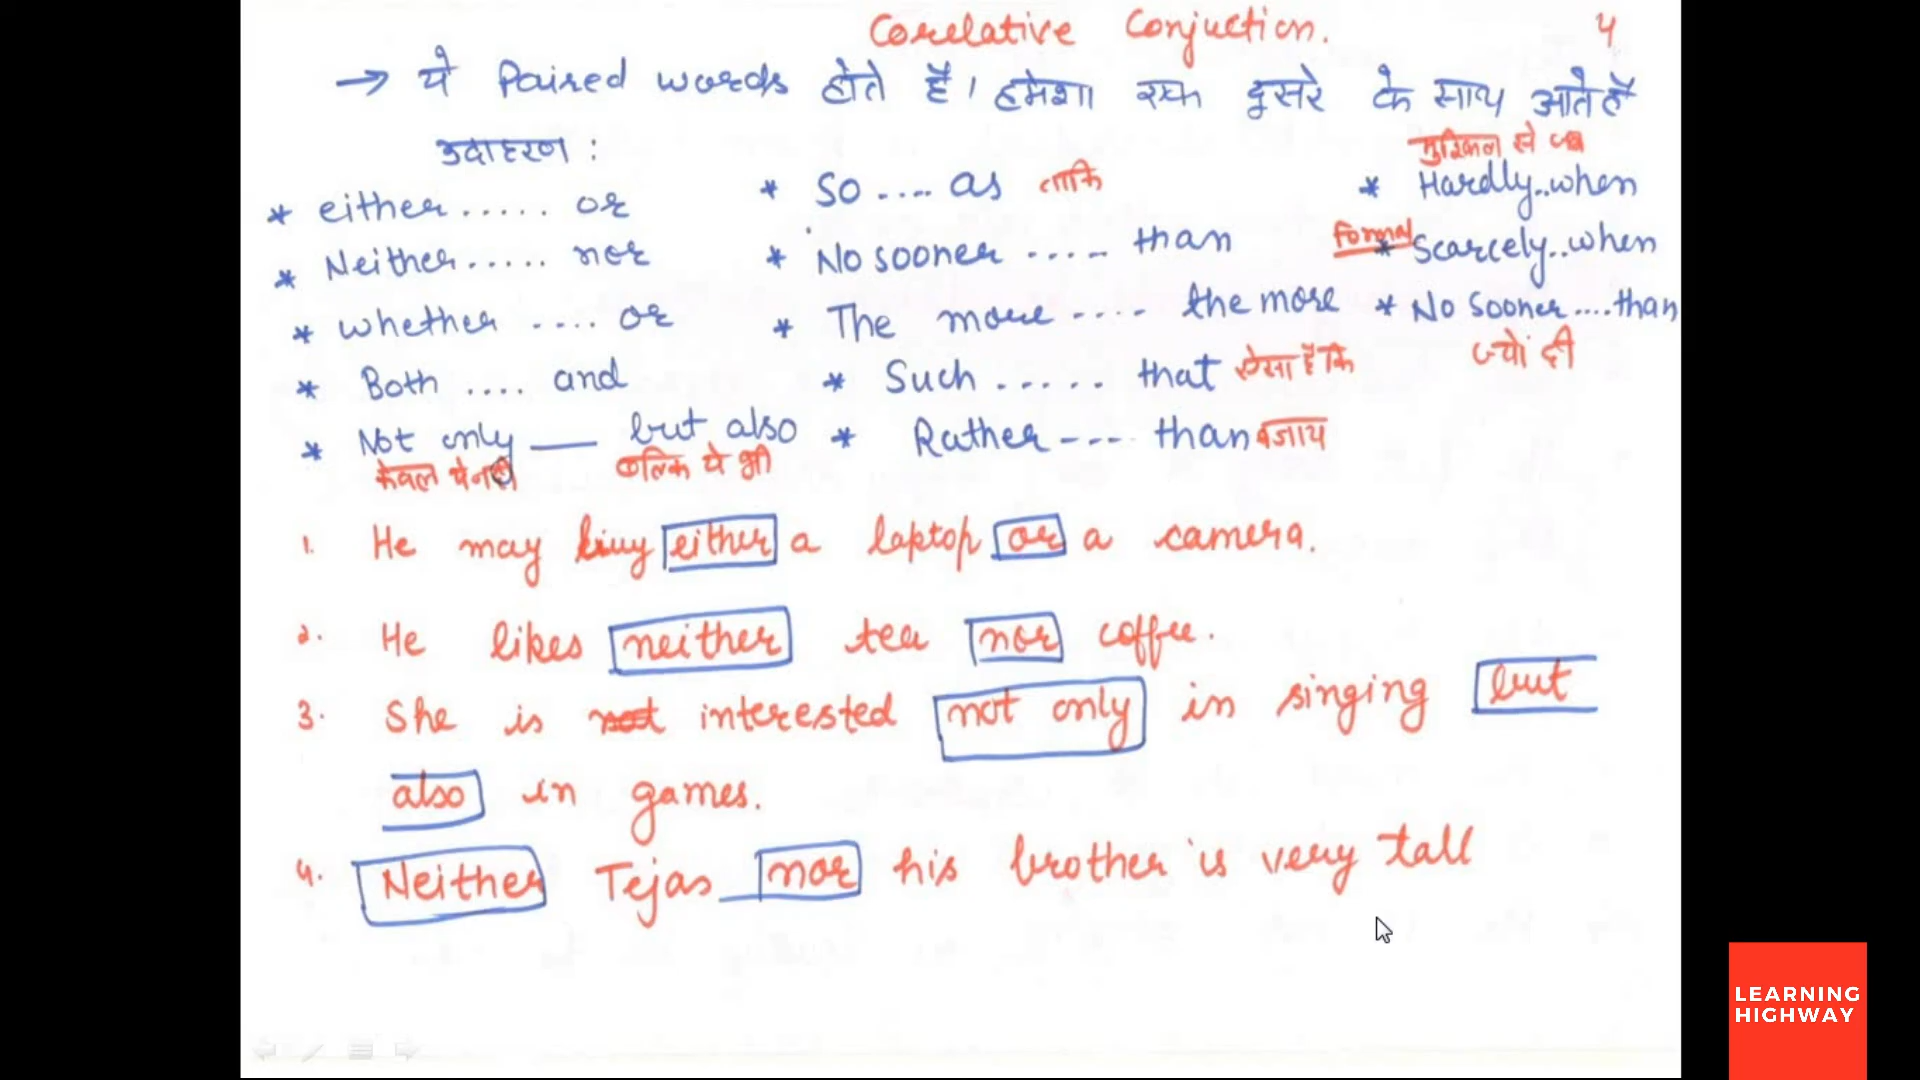 Corelative Conjuction. 4
→ ये Paired words होते हैं। हमेशा एक दुसरे के साथ आते हैं
उदाहरण :
* either ..... or
* Neither ..... nor
* whether .... or
* Both .... and
* Not only —— but also
केवल ये नहीं बल्कि ये भी
* So .... as ताकि
* No sooner ..... than
* The more .... the more
* Such ..... that ऐसा है कि
* Rather ---- than बजाय
मुश्किल से जब
* Hardly..when
Formal * Scarcely..when
* No sooner ....than
ज्यों ही
1. He may buy either a laptop or a camera.
2. He likes neither tea nor coffee.
3. She is interested not only in singing but
also in games.
4. Neither Tejas nor his brother is very tall
LEARNING
HIGHWAY